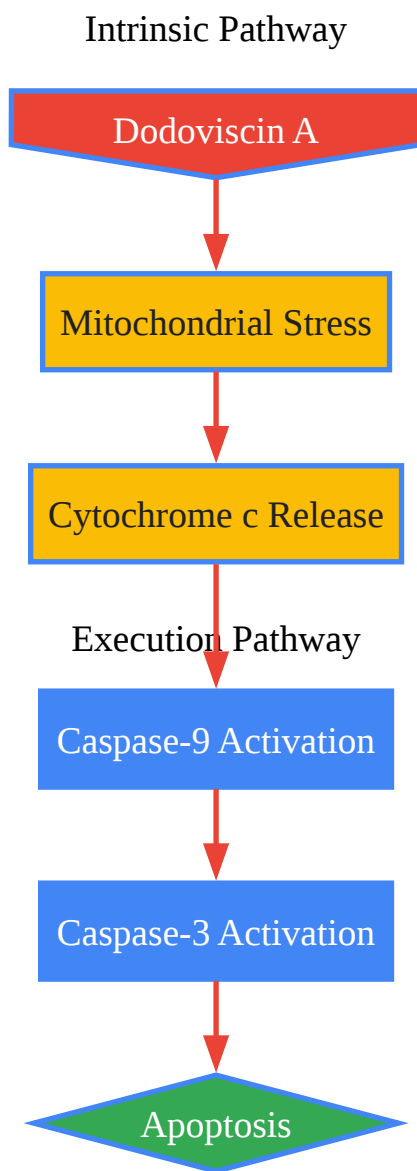 Intrinsic Pathway
Dodoviscin A
Mitochondrial Stress
Cytochrome c Release
Execution Pathway
Caspase-9 Activation
Caspase-3 Activation
Apoptosis